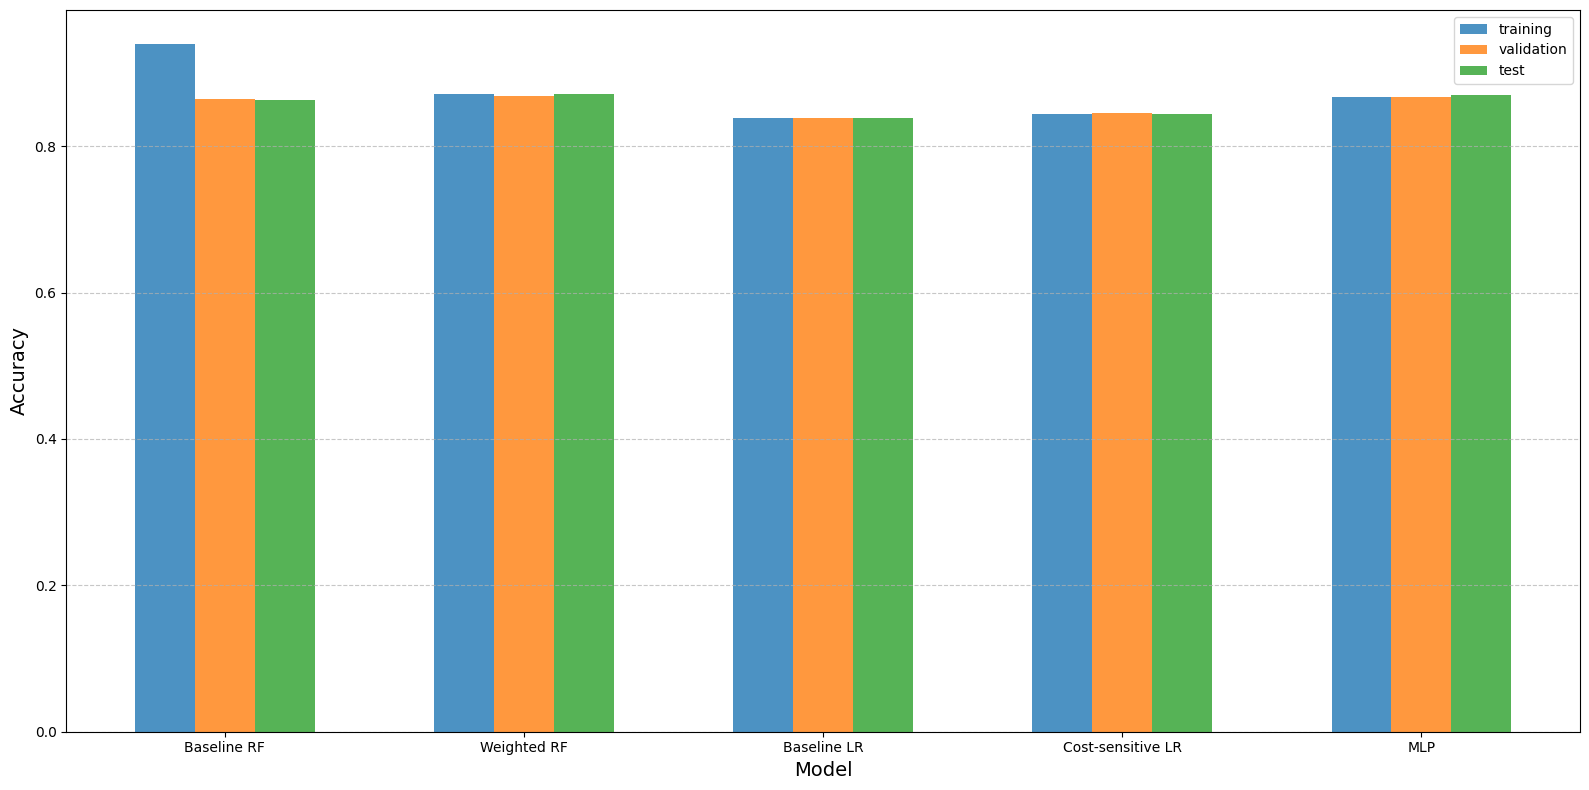 training
validation
test
Accuracy
0.8
0.6
0.4
0.2
0.0
Baseline RF
Weighted RF
Baseline LR
Cost-sensitive LR
MLP
Model